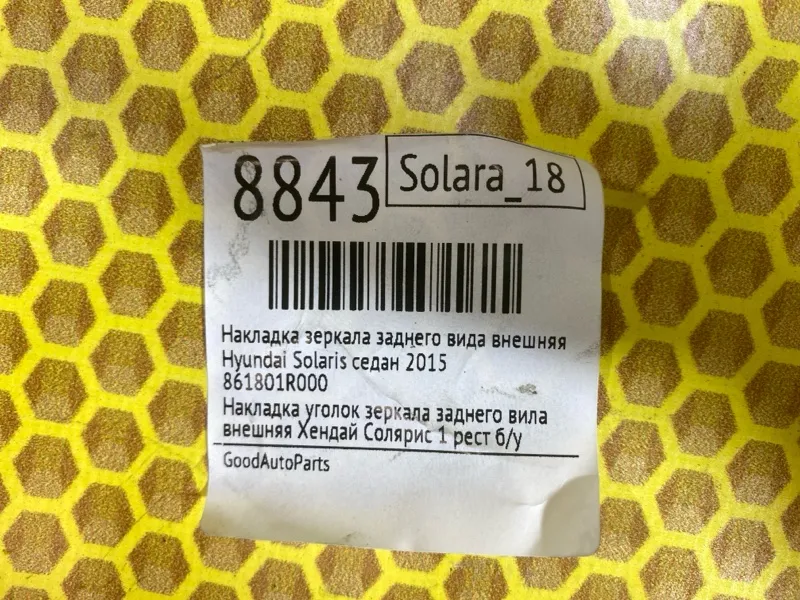 8843 Solara_18
Накладка зеркала заднего вида внешняя
Hyundai Solaris седан 2015
861801R000
Накладка уголок зеркала заднего вила
внешняя Хендай Солярис 1 рест б/у
GoodAutoParts